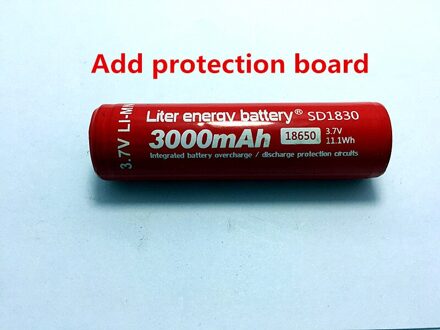 Add protection board
3.7V LI-MN
Liter energy battery® SD1830
3000mAh 18650 3.7V
11.1Wh
Integrated battery overcharge / discharge protection circuits